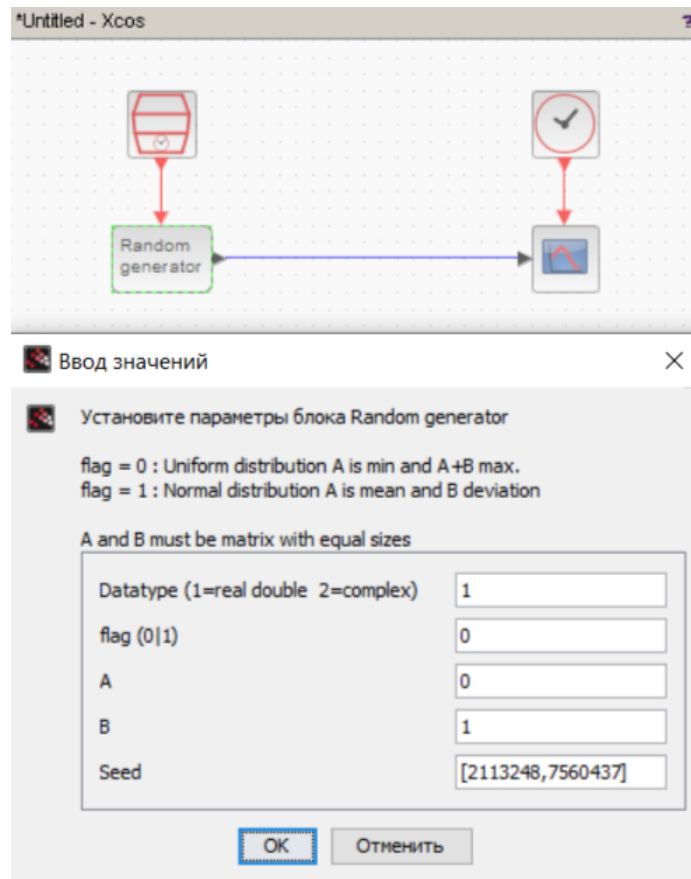 *Untitled - Xcos
?
Random
generator
Ввод значений
Установите параметры блока Random generator
flag = 0 : Uniform distribution A is min and A+B max.
flag = 1 : Normal distribution A is mean and B deviation
A and B must be matrix with equal sizes
Datatype (1=real double 2=complex) 1
flag (0|1) 0
A 0
B 1
Seed [2113248,7560437]
OK Отменить